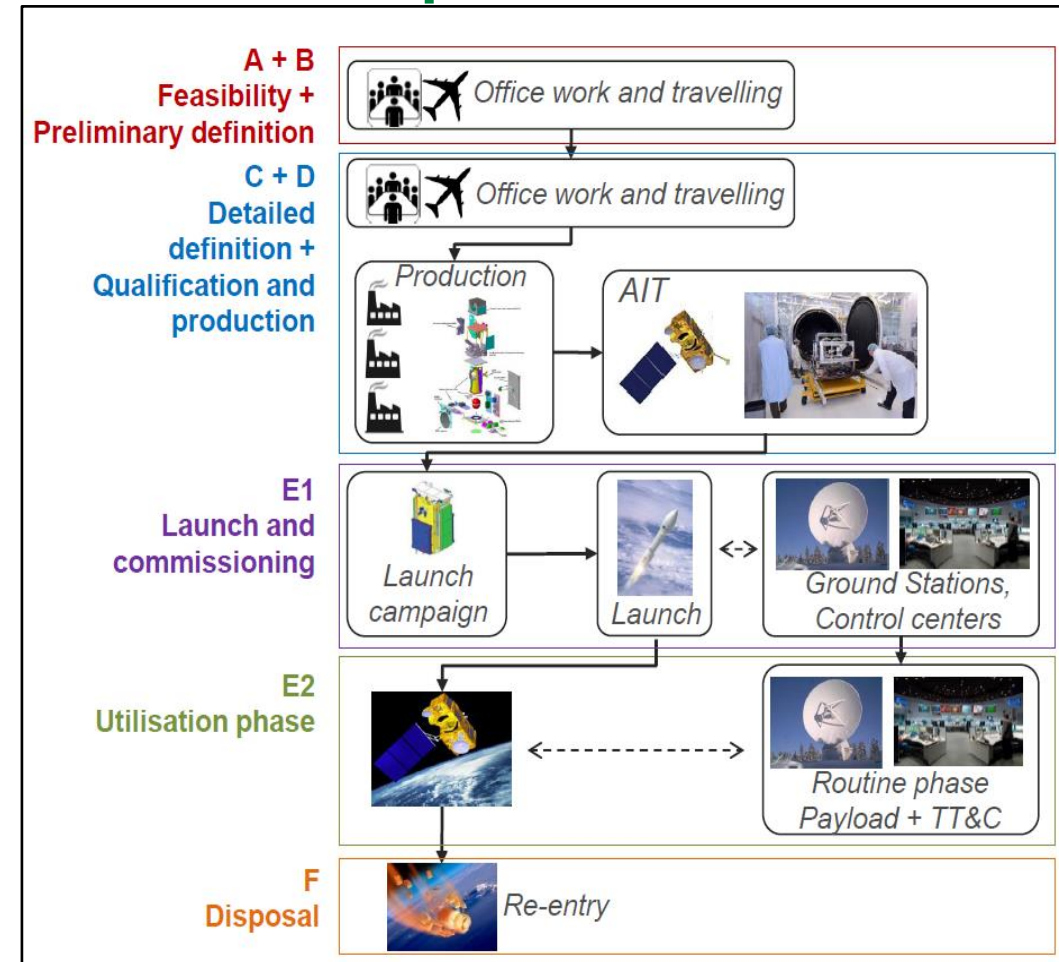 A + B
Feasibility +
Preliminary definition
Office work and travelling
C + D
Detailed
definition +
Qualification and
production
Office work and travelling
Production
AIT
E1
Launch and
commissioning
Launch
campaign
Launch
Ground Stations,
Control centers
E2
Utilisation phase
Routine phase
Payload + TT&C
F
Disposal
Re-entry